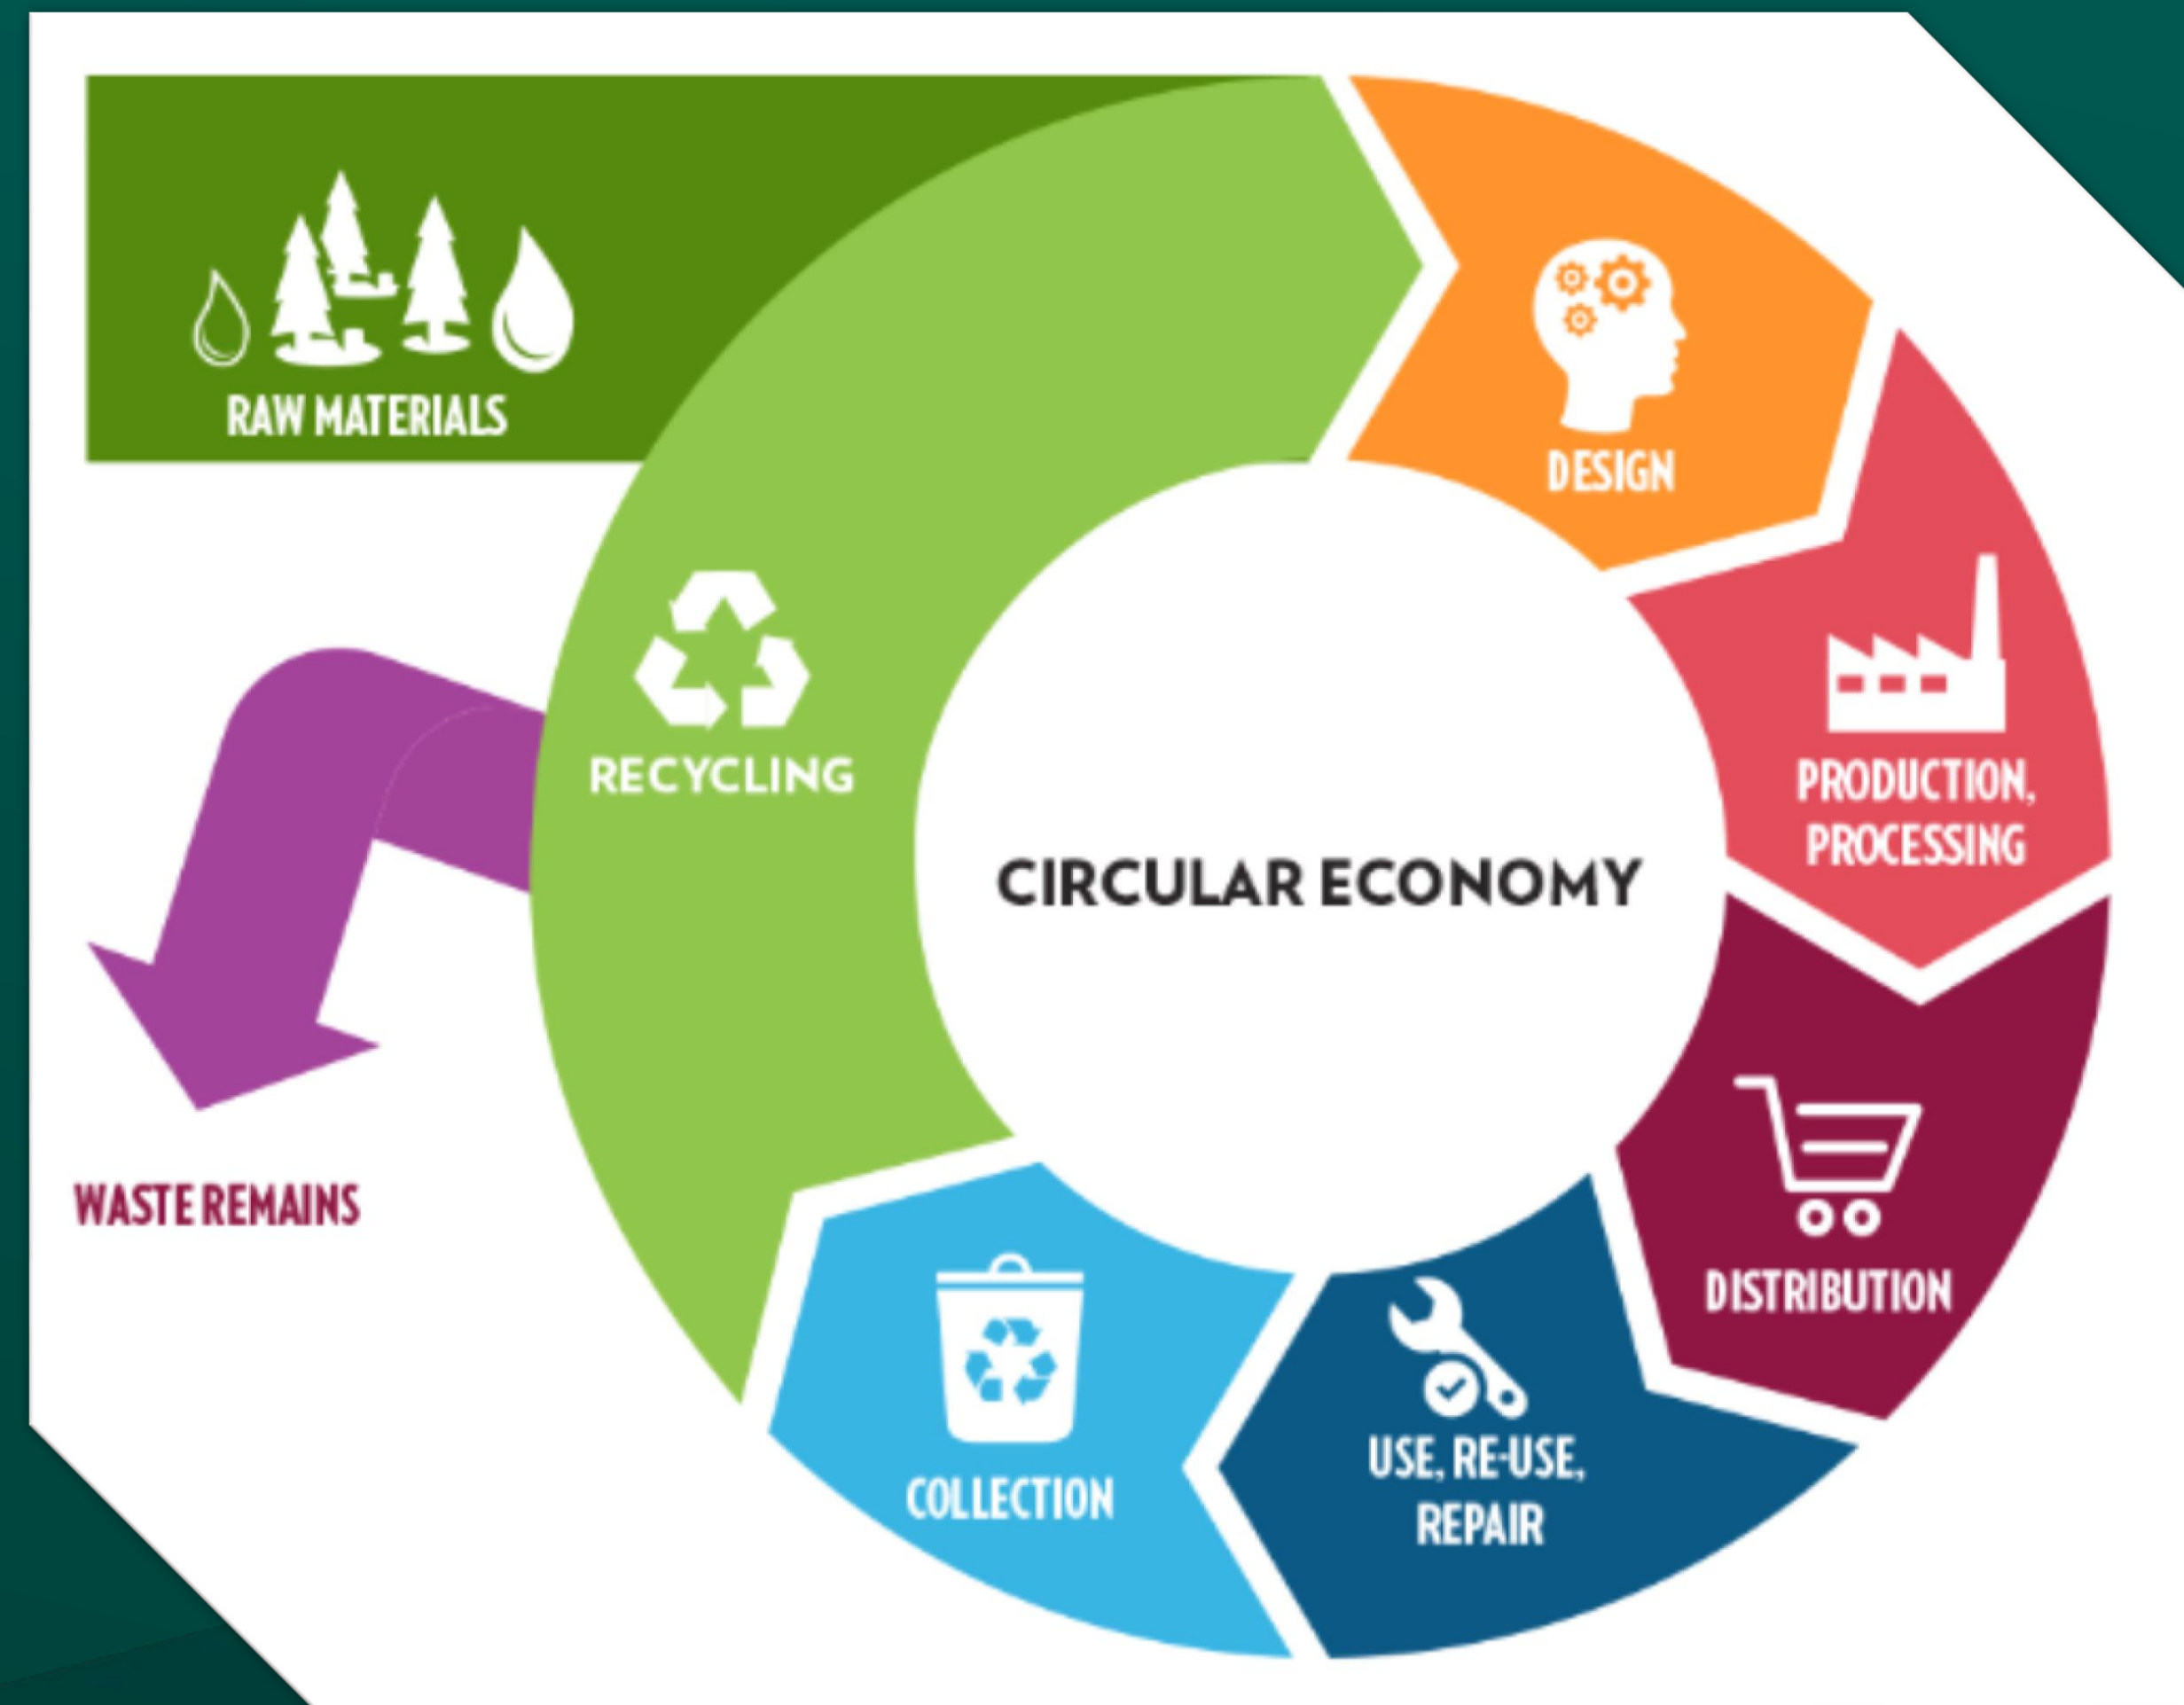 RAW MATERIALS
DESIGN
RECYCLING
PRODUCTION,
PROCESSING
CIRCULAR ECONOMY
WASTE REMAINS
DISTRIBUTION
COLLECTION
USE, RE-USE,
REPAIR